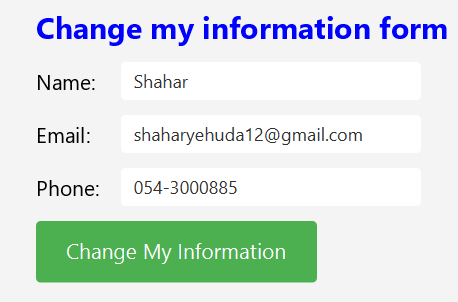 Change my information form
Name: Shahar
Email: shaharyehuda12@gmail.com
Phone: 054-3000885
Change My Information